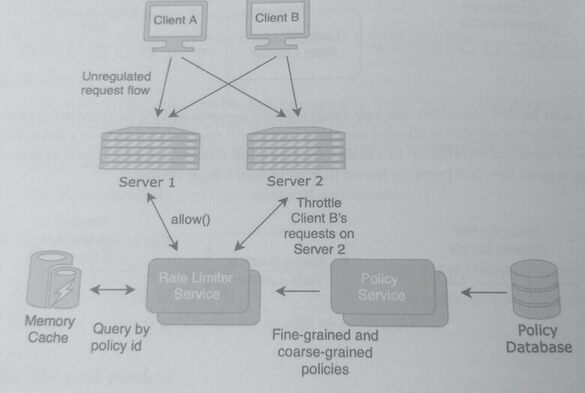 Client A
Client B
Unregulated
request flow
Server 1
Server 2
allow()
Throttle
Client B's
requests on
Server 2
Rate Limiter
Service
Policy
Service
Memory
Cache
Query by
policy id
Fine-grained and
coarse-grained
policies
Policy
Database